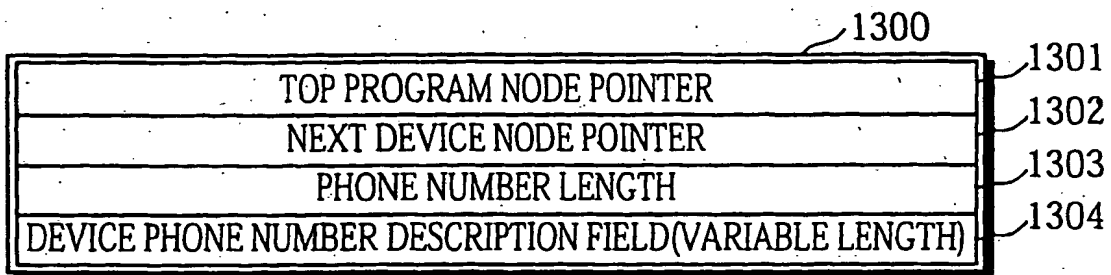 1300
TOP PROGRAM NODE POINTER 1301
NEXT DEVICE NODE POINTER 1302
PHONE NUMBER LENGTH 1303
DEVICE PHONE NUMBER DESCRIPTION FIELD(VARIABLE LENGTH) 1304